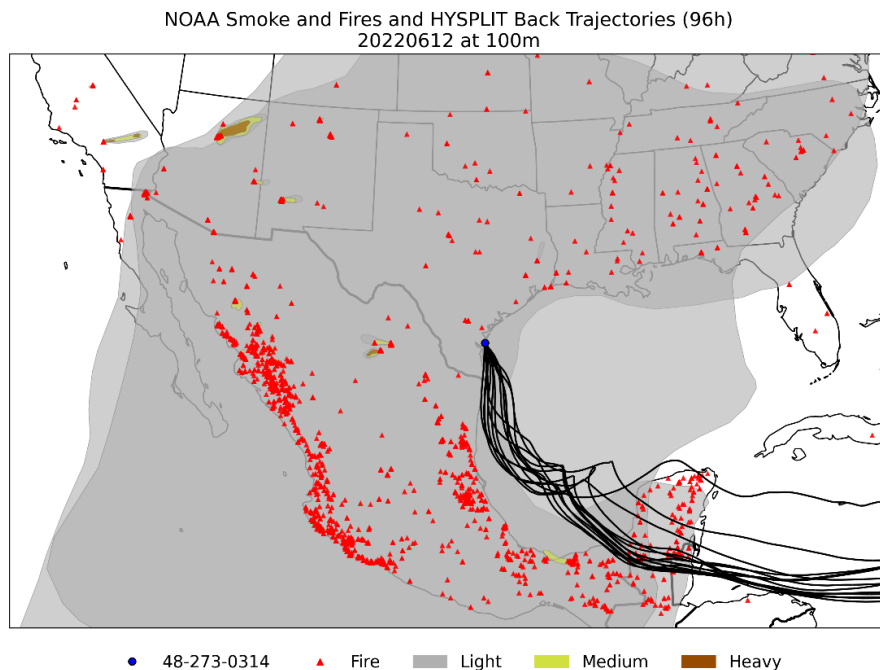 NOAA Smoke and Fires and HYSPLIT Back Trajectories (96h)
20220612 at 100m
48-273-0314 Fire Light Medium Heavy